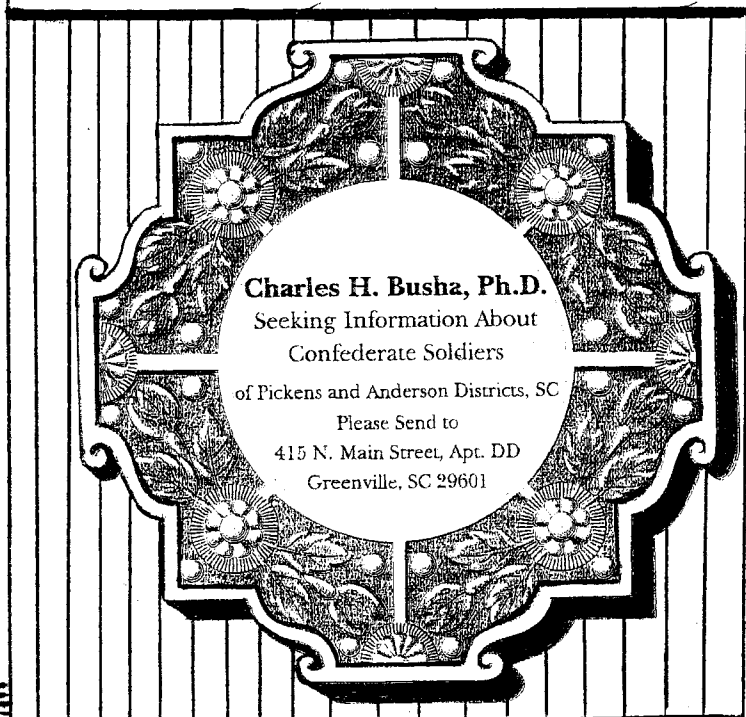 Charles H. Busha, Ph.D.
Seeking Information About
Confederate Soldiers
of Pickens and Anderson Districts, SC
Please Send to
415 N. Main Street, Apt. DD
Greenville, SC 29601